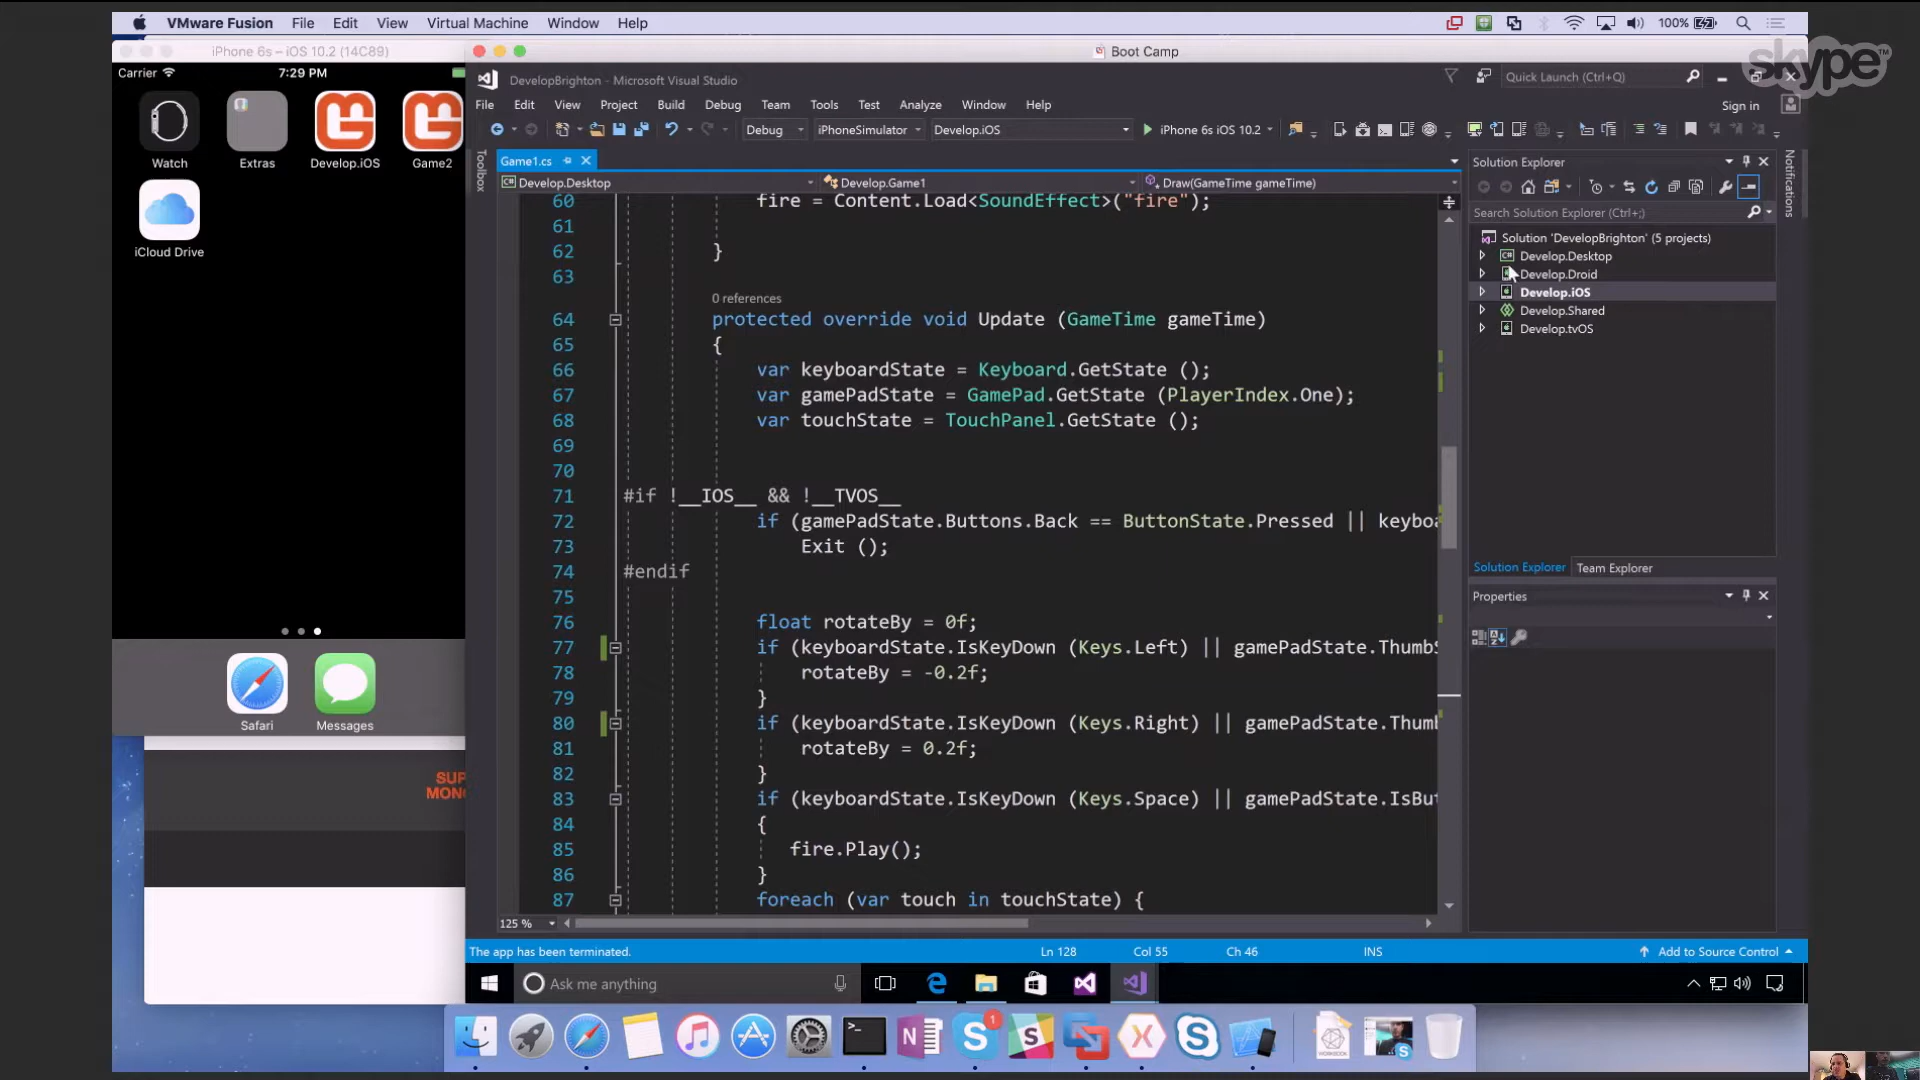 VMware Fusion File Edit View Virtual Machine Window Help
100%
iPhone 6s – iOS 10.2 (14C89)
Boot Camp
skype™
Carrier
7:29 PM
Watch
Extras
Develop.iOS
Game2
iCloud Drive
Safari
Messages
SUP
MONO
DevelopBrighton - Microsoft Visual Studio
Quick Launch (Ctrl+Q)
File Edit View Project Build Debug Team Tools Test Analyze Window Help
Sign in
Debug
iPhoneSimulator
Develop.iOS
iPhone 6s iOS 10.2
Toolbox
Game1.cs
Develop.Desktop
Develop.Game1
Draw(GameTime gameTime)
60 fire = Content.Load<SoundEffect>("fire");
61
62 }
63
0 references
64 protected override void Update (GameTime gameTime)
65 {
66 var keyboardState = Keyboard.GetState ();
67 var gamePadState = GamePad.GetState (PlayerIndex.One);
68 var touchState = TouchPanel.GetState ();
69
70
71 #if !__IOS__ && !__TVOS__
72 if (gamePadState.Buttons.Back == ButtonState.Pressed || keyboa
73 Exit ();
74 #endif
75
76 float rotateBy = 0f;
77 if (keyboardState.IsKeyDown (Keys.Left) || gamePadState.ThumbS
78 rotateBy = -0.2f;
79 }
80 if (keyboardState.IsKeyDown (Keys.Right) || gamePadState.Thumb
81 rotateBy = 0.2f;
82 }
83 if (keyboardState.IsKeyDown (Keys.Space) || gamePadState.IsBut
84 {
85 fire.Play();
86 }
87 foreach (var touch in touchState) {
125 %
Solution Explorer
Notifications
Search Solution Explorer (Ctrl+;)
Solution 'DevelopBrighton' (5 projects)
Develop.Desktop
Develop.Droid
Develop.iOS
Develop.Shared
Develop.tvOS
Solution Explorer
Team Explorer
Properties
The app has been terminated.
Ln 128
Col 55
Ch 46
INS
Add to Source Control
Ask me anything
1